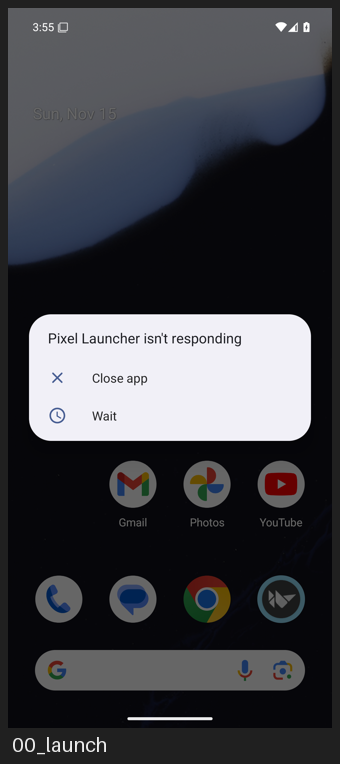 3:55
Sun, Nov 15
Pixel Launcher isn't responding
Close app
Wait
Gmail
Photos
YouTube
00_launch